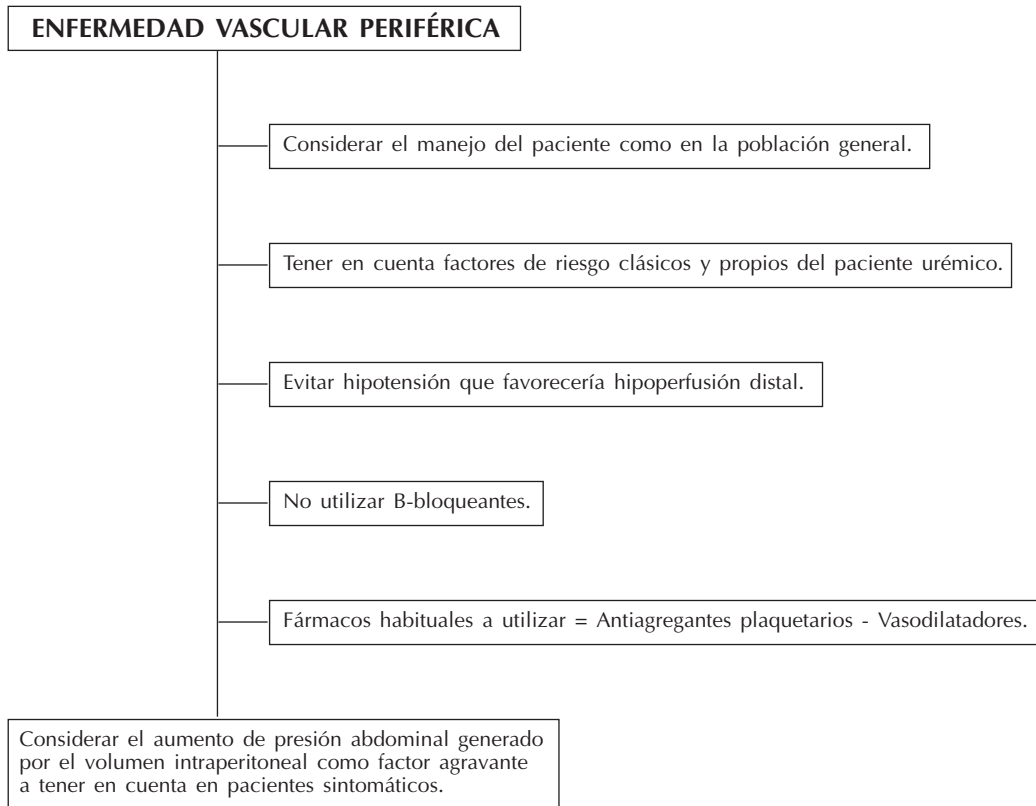 ENFERMEDAD VASCULAR PERIFÉRICA
Considerar el manejo del paciente como en la población general.
Tener en cuenta factores de riesgo clásicos y propios del paciente urémico.
Evitar hipotensión que favorecería hipoperfusión distal.
No utilizar B-bloqueantes.
Fármacos habituales a utilizar = Antiagregantes plaquetarios - Vasodilatadores.
Considerar el aumento de presión abdominal generado
por el volumen intraperitoneal como factor agravante
a tener en cuenta en pacientes sintomáticos.